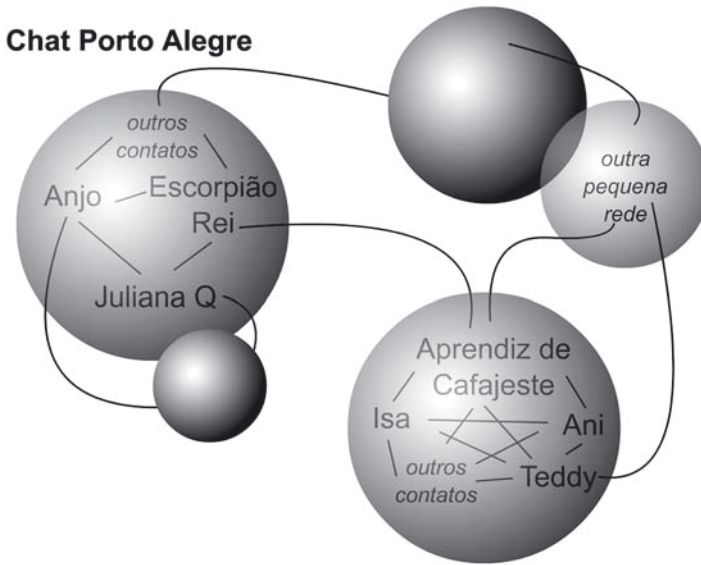 Chat Porto Alegre
outros
contatos
Anjo
Escorpião
Rei
Juliana Q
outra
pequena
rede
Aprendiz de
Cafajeste
Isa
Ani
outros
contatos
Teddy